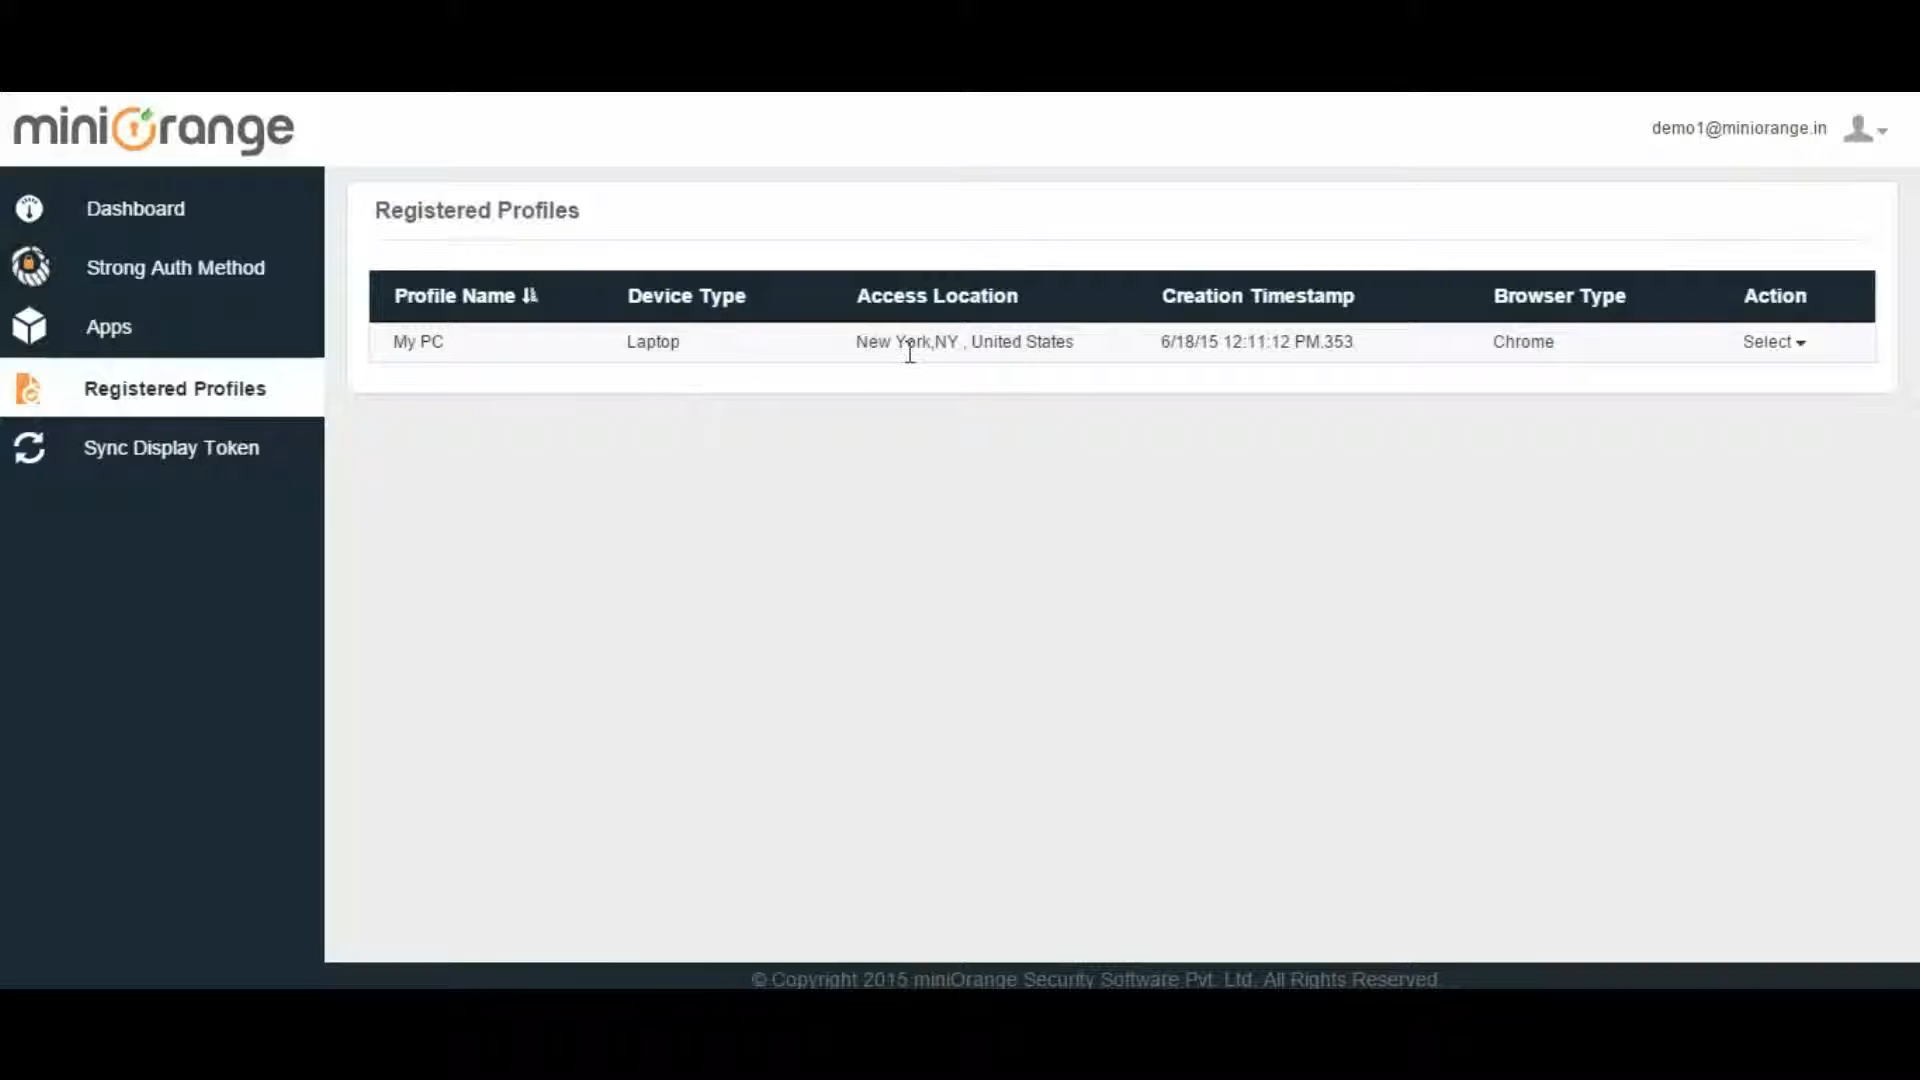 miniOrange
demo1@miniorange.in
Dashboard
Strong Auth Method
Apps
Registered Profiles
Sync Display Token
Registered Profiles
Profile Name Device Type Access Location Creation Timestamp Browser Type Action
My PC Laptop New York,NY , United States 6/18/15 12:11:12 PM.353 Chrome Select
© Copyright 2015 miniOrange Security Software Pvt. Ltd. All Rights Reserved.